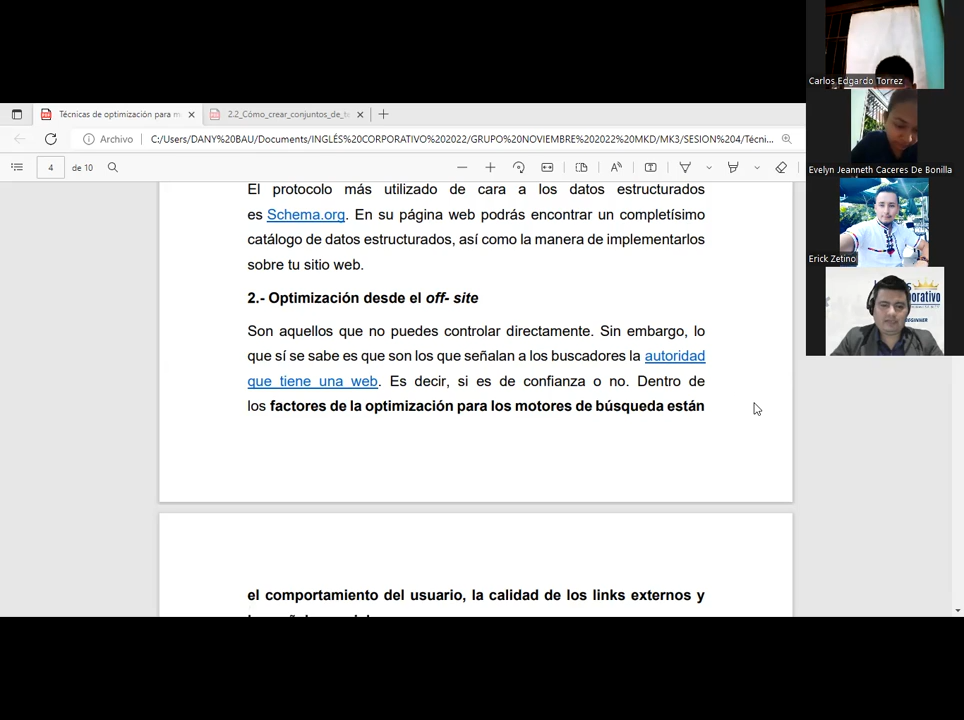 Técnicas de optimización para m
2.2_Cómo_crear_conjuntos_de_t
Archivo
C:/Users/DANY%20BAU/Documents/INGLÉS%20CORPORATIVO%202022/GRUPO%20NOVIEMBRE%202022%20MKD/MK3/SESION%204/Técni...
4
de 10
El protocolo más utilizado de cara a los datos estructurados
es Schema.org. En su página web podrás encontrar un completísimo
catálogo de datos estructurados, así como la manera de implementarlos
sobre tu sitio web.
2.- Optimización desde el off- site
Son aquellos que no puedes controlar directamente. Sin embargo, lo
que sí se sabe es que son los que señalan a los buscadores la autoridad
que tiene una web. Es decir, si es de confianza o no. Dentro de
los factores de la optimización para los motores de búsqueda están
el comportamiento del usuario, la calidad de los links externos y
Carlos Edgardo Torrez
Evelyn Jeanneth Caceres De Bonilla
Erick Zetino
orativo
EGINNER